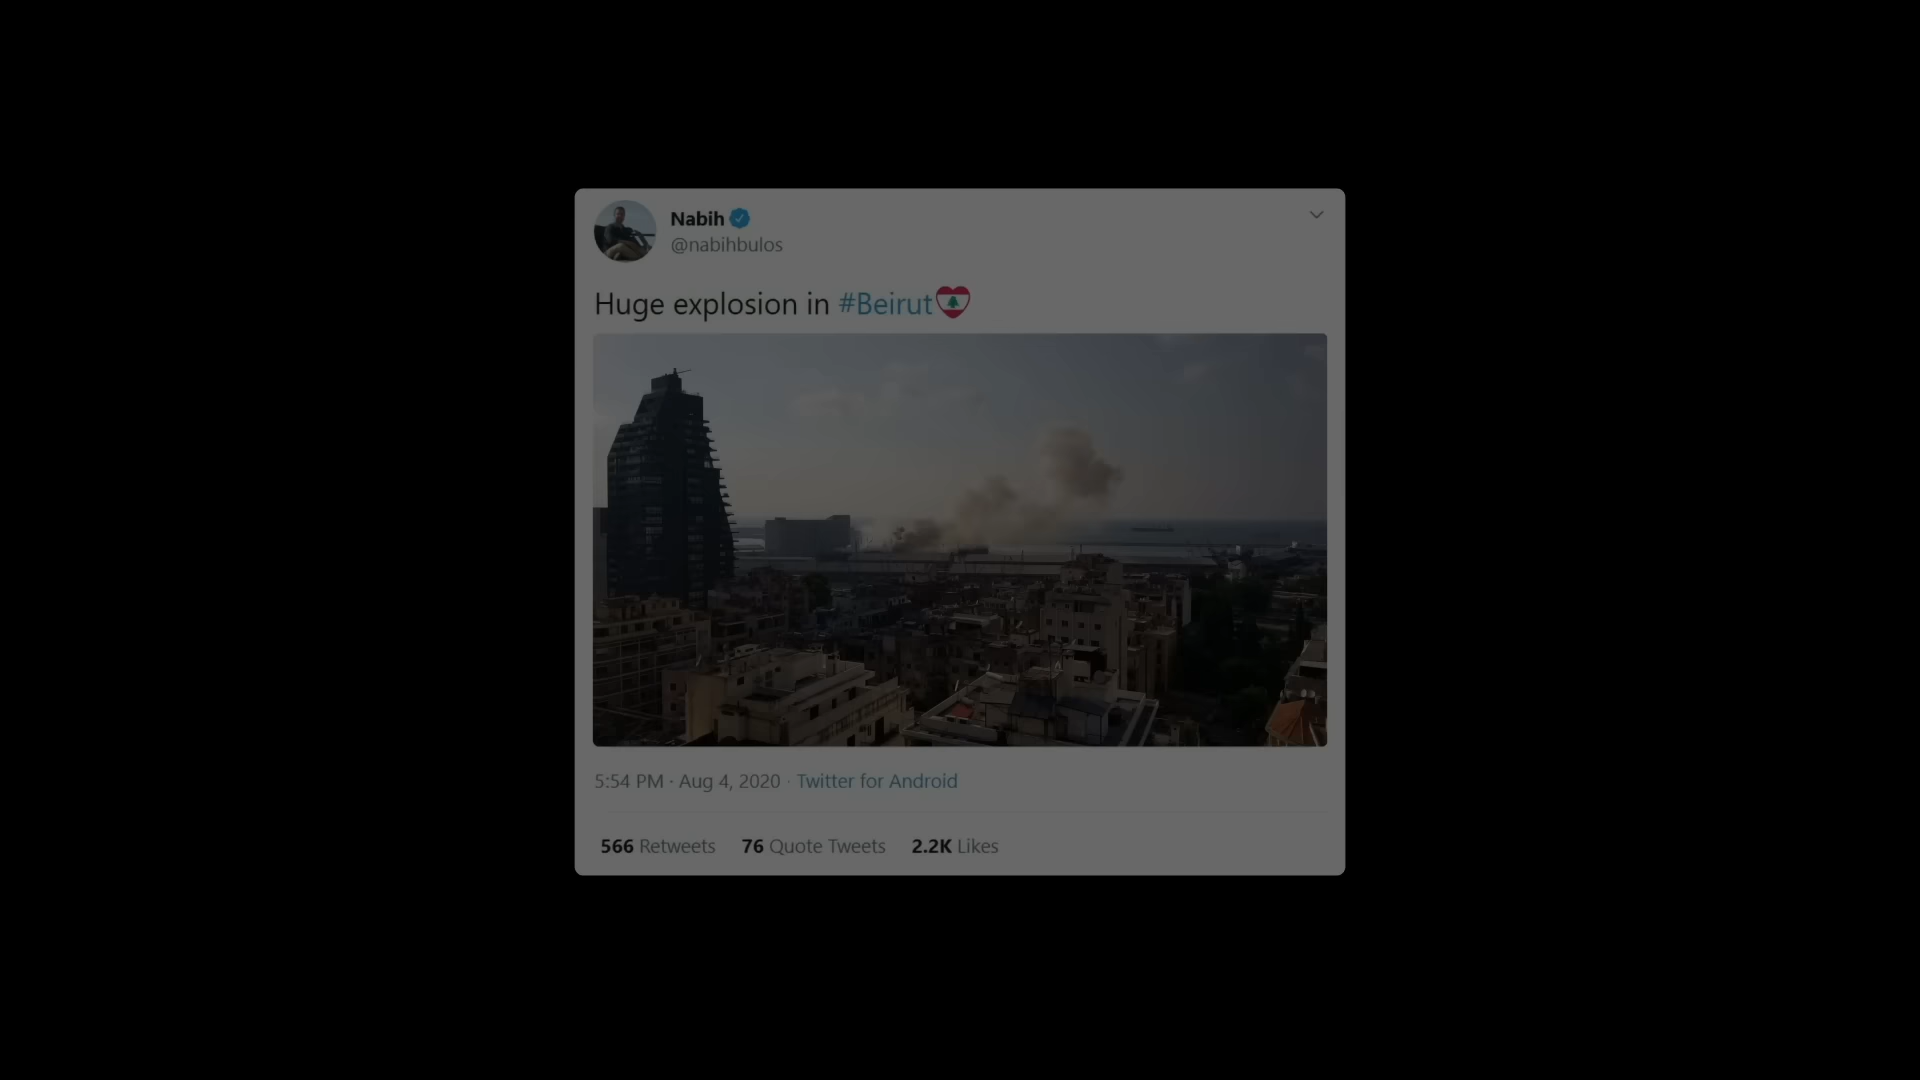 Nabih
@nabihbulos
Huge explosion in #Beirut
5:54 PM · Aug 4, 2020 · Twitter for Android
566 Retweets 76 Quote Tweets 2.2K Likes